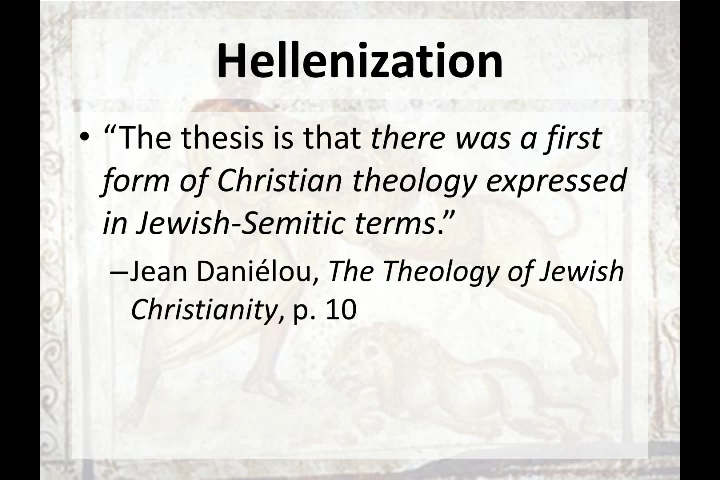 Hellenization
• “The thesis is that there was a first
form of Christian theology expressed
in Jewish-Semitic terms.”
–Jean Daniélou, The Theology of Jewish
Christianity, p. 10